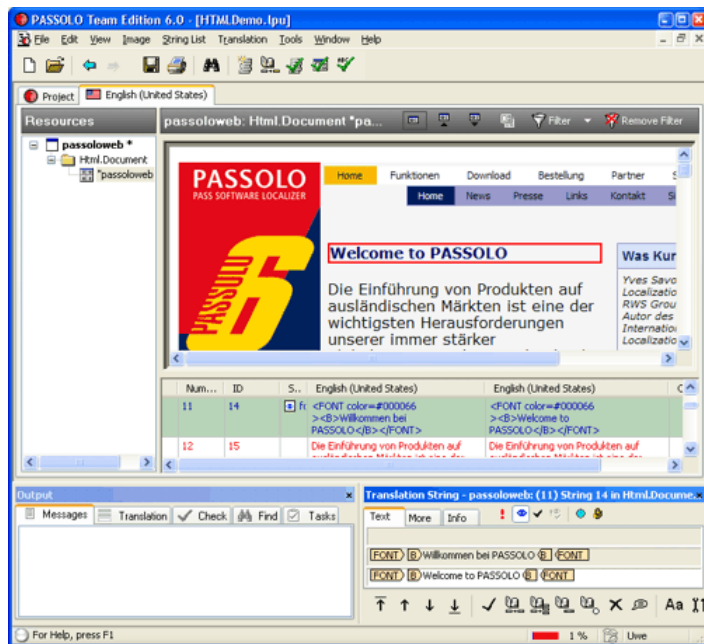 PASSOLO Team Edition 6.0 - [HTMLDemo.lpu]
File Edit View Image String List Translation Tools Window Help
Project English (United States)
Resources
passoloweb: Html.Document "pa... Filter Remove Filter
passoloweb *
Html.Document
"passoloweb
PASSOLO
PASS SOFTWARE LOCALIZER
PASSOLO 6
Home Funktionen Download Bestellung Partner S
Home News Presse Links Kontakt Si
Welcome to PASSOLO
Die Einführung von Produkten auf
ausländischen Märkten ist eine der
wichtigsten Herausforderungen
unserer immer stärker
Was Kur
Yves Savo
Localizatio
RWS Grou
Autor des
Internation
Localizatio
Num... ID S.. English (United States) English (United States)
11 14 <FONT color=#000066
><B>Willkommen bei
PASSOLO</B></FONT>
<FONT color=#000066
><B>Welcome to
PASSOLO</B></FONT>
12 15 Die Einführung von Produkten auf Die Einführung von Produkten auf
Output
Messages Translation Check Find Tasks
Translation String - passoloweb: (11) String 14 in Html.Docume...
Text More Info
FONT B Willkommen bei PASSOLO B FONT
FONT B Welcome to PASSOLO B FONT
Aa
For Help, press F1
1 % Uwe